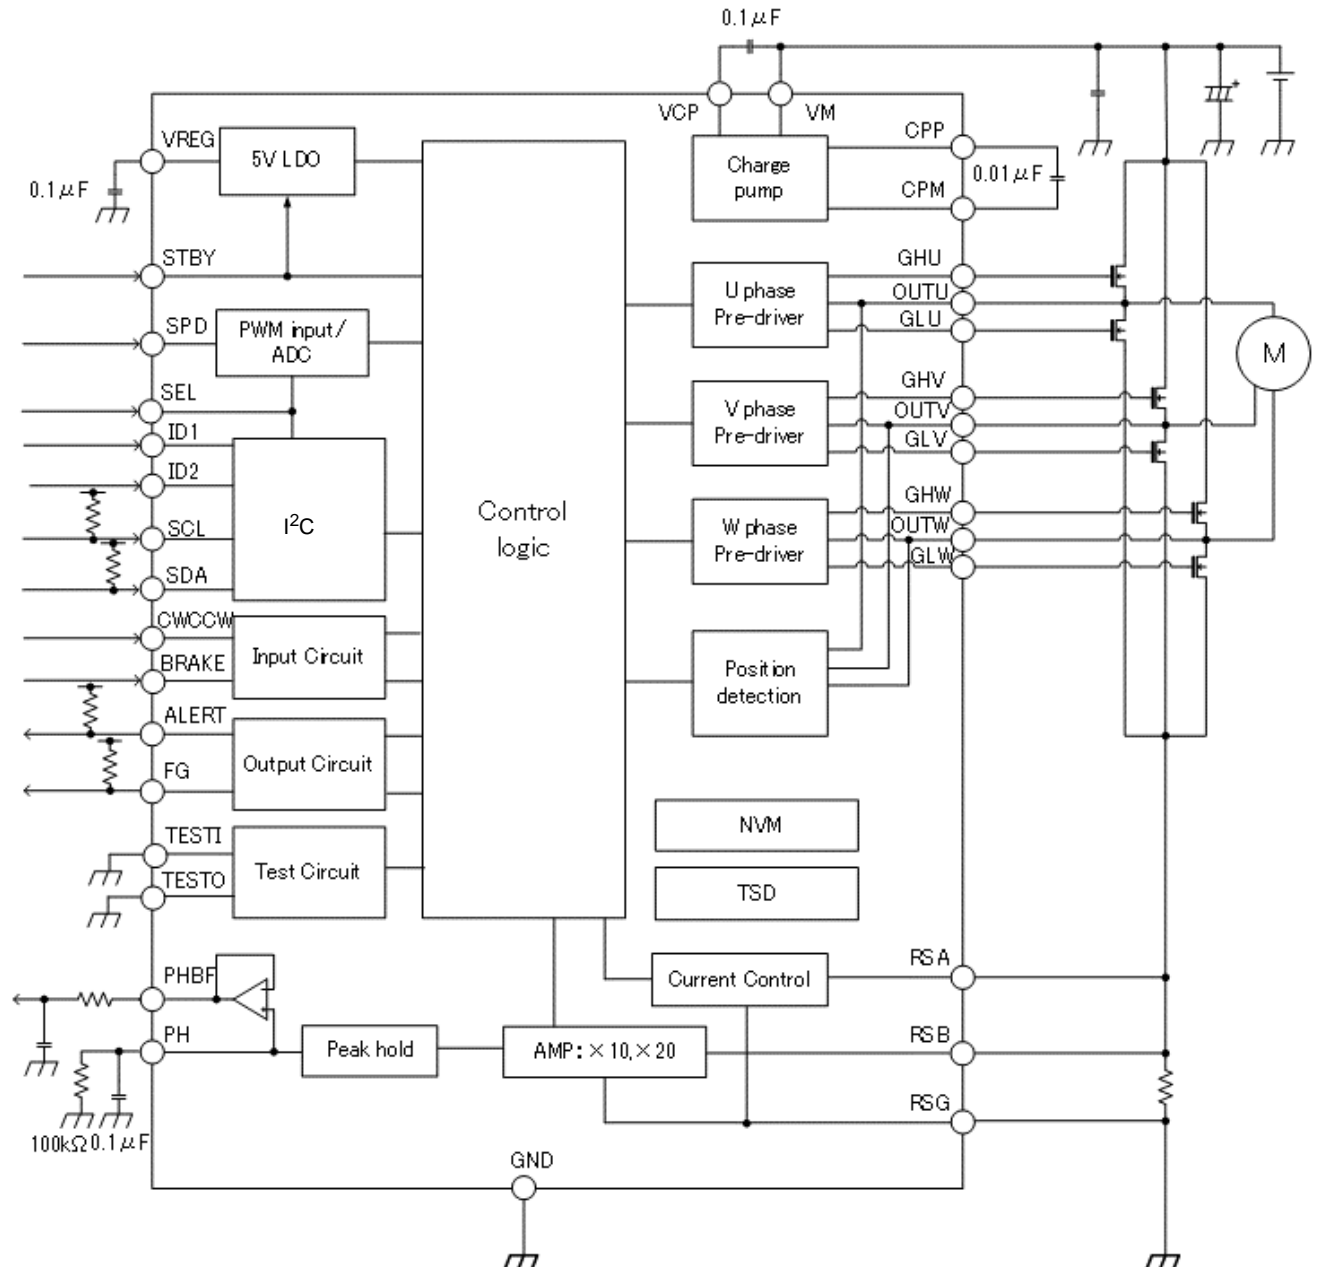 0.1μF
VCP
VM
VREG
5V LDO
0.1μF
Charge
pump
CPP
0.01μF
CPM
STBY
SPD
PWM input/
ADC
SEL
ID1
ID2
SCL
SDA
I²C
CWCCW
BRAKE
Input Circuit
ALERT
FG
Output Circuit
TESTI
TESTO
Test Circuit
Control
logic
U phase
Pre-driver
GHU
OUTU
GLU
M
V phase
Pre-driver
GHV
OUTV
GLV
W phase
Pre-driver
GHW
OUTW
GLW
Position
detection
NVM
TSD
PHBF
PH
Peak hold
Current Control
AMP:×10,×20
RSA
RSB
RSG
100kΩ 0.1μF
GND